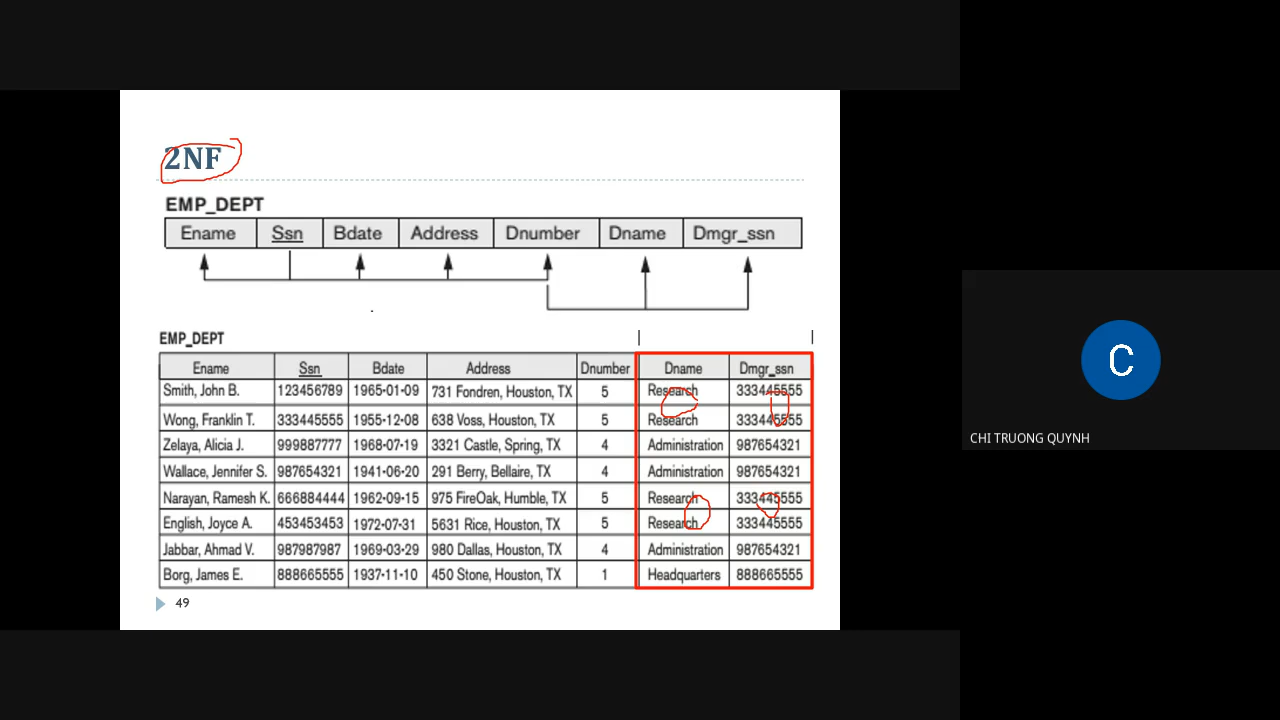 2NF
EMP_DEPT
Ename Ssn Bdate Address Dnumber Dname Dmgr_ssn
EMP_DEPT
Ename Ssn Bdate Address Dnumber Dname Dmgr_ssn
Smith, John B. 123456789 1965-01-09 731 Fondren, Houston, TX 5 Research 333445555
Wong, Franklin T. 333445555 1955-12-08 638 Voss, Houston, TX 5 Research 333445555
Zelaya, Alicia J. 999887777 1968-07-19 3321 Castle, Spring, TX 4 Administration 987654321
Wallace, Jennifer S. 987654321 1941-06-20 291 Berry, Bellaire, TX 4 Administration 987654321
Narayan, Ramesh K. 666884444 1962-09-15 975 FireOak, Humble, TX 5 Research 333445555
English, Joyce A. 453453453 1972-07-31 5631 Rice, Houston, TX 5 Research 333445555
Jabbar, Ahmad V. 987987987 1969-03-29 980 Dallas, Houston, TX 4 Administration 987654321
Borg, James E. 888665555 1937-11-10 450 Stone, Houston, TX 1 Headquarters 888665555
49
C
CHI TRUONG QUYNH